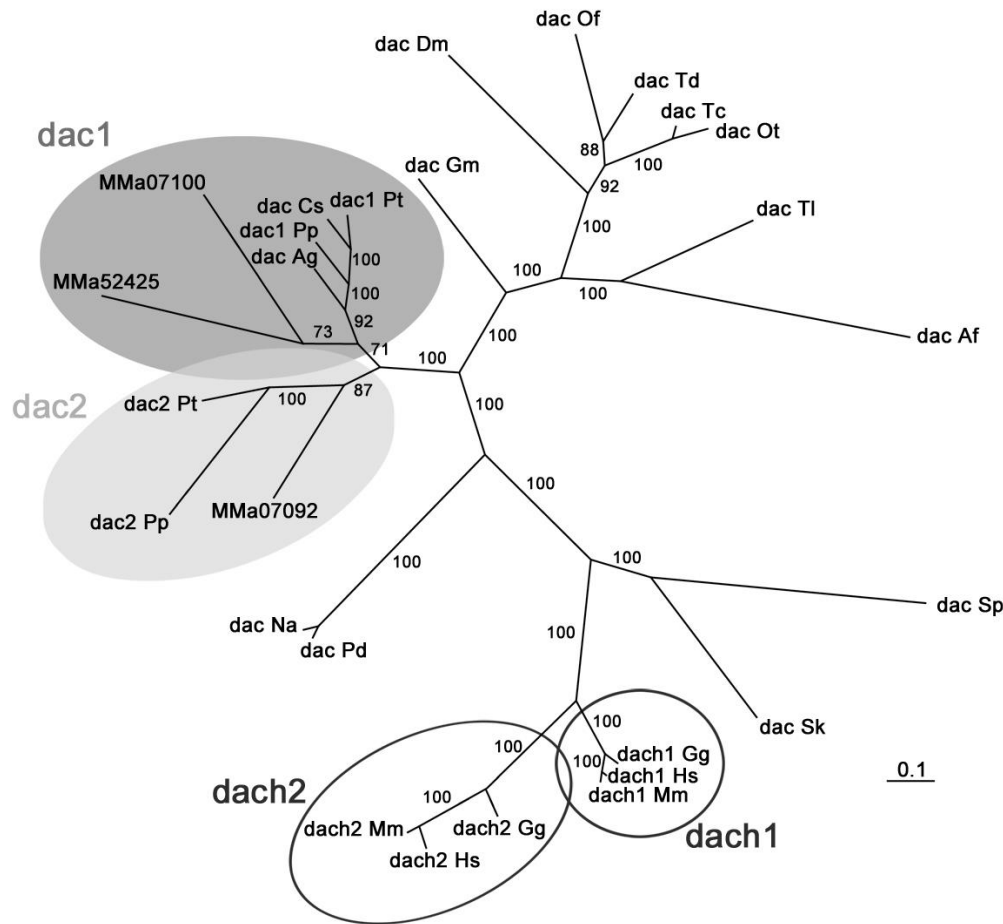 dac Of
dac Dm
dac Td
dac Tc
dac Ot
88
100
92
dac1
dac Gm
MMa07100
dac Cs
dac1 Pt
dac1 Pp
dac Ag
100
dac Tl
100
MMa52425
100
100
100
92
73
71
100
100
dac Af
dac2
dac2 Pt
100
87
100
dac2 Pp
MMa07092
100
100
100
dac Sp
dac Na
dac Pd
100
dac Sk
100
100
dach1 Gg
100
dach1 Hs
dach1 Mm
0.1
dach2
100
dach2 Mm
dach2 Gg
dach2 Hs
dach1